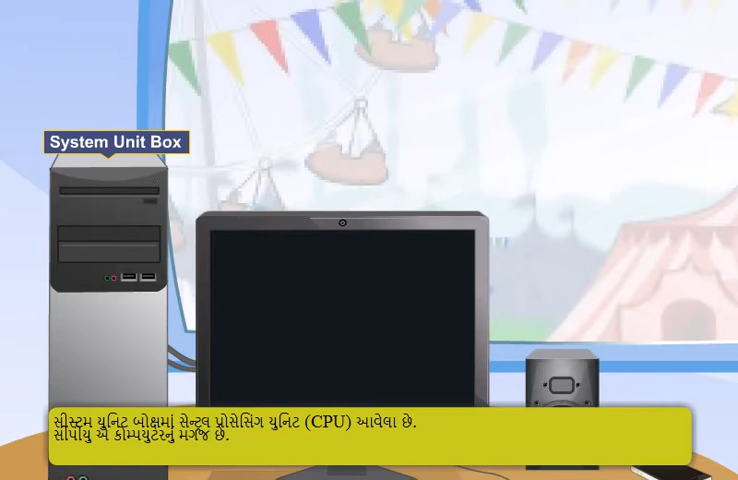 System Unit Box
સીસ્ટમ યુનિટ બોક્ષમાં સેન્ટ્રલ પ્રોસેસિંગ યુનિટ (CPU) આવેલા છે.
સીપીયુ એ કોમ્પ્યુટરનું મગજ છે.